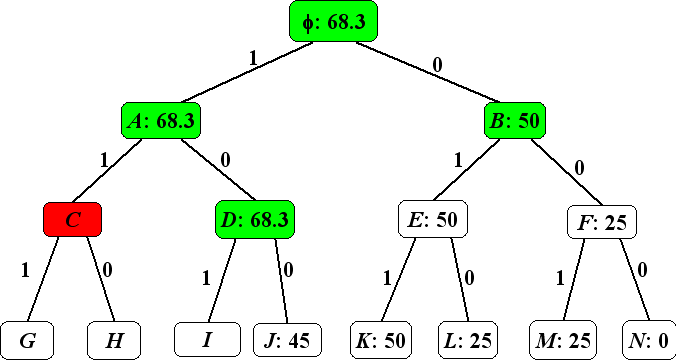 ϕ: 68.3
1 0
A: 68.3 B: 50
1 0 1 0
C D: 68.3 E: 50 F: 25
1 0 1 0 1 0 1 0
G H I J: 45 K: 50 L: 25 M: 25 N: 0